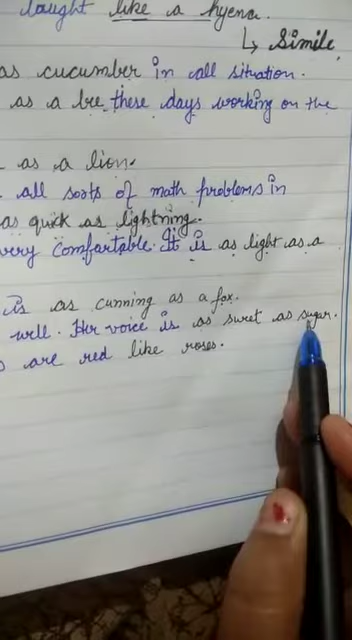 laught like a hyena.
↳ Simile
as cucumber in all situation.
as a bee these days working on the
as a lion.
all sorts of math problems in
as quick as lightning.
very comfortable. It is as light as a
is as cunning as a fox.
well. Her voice is as sweet as sugar.
are red like roses.